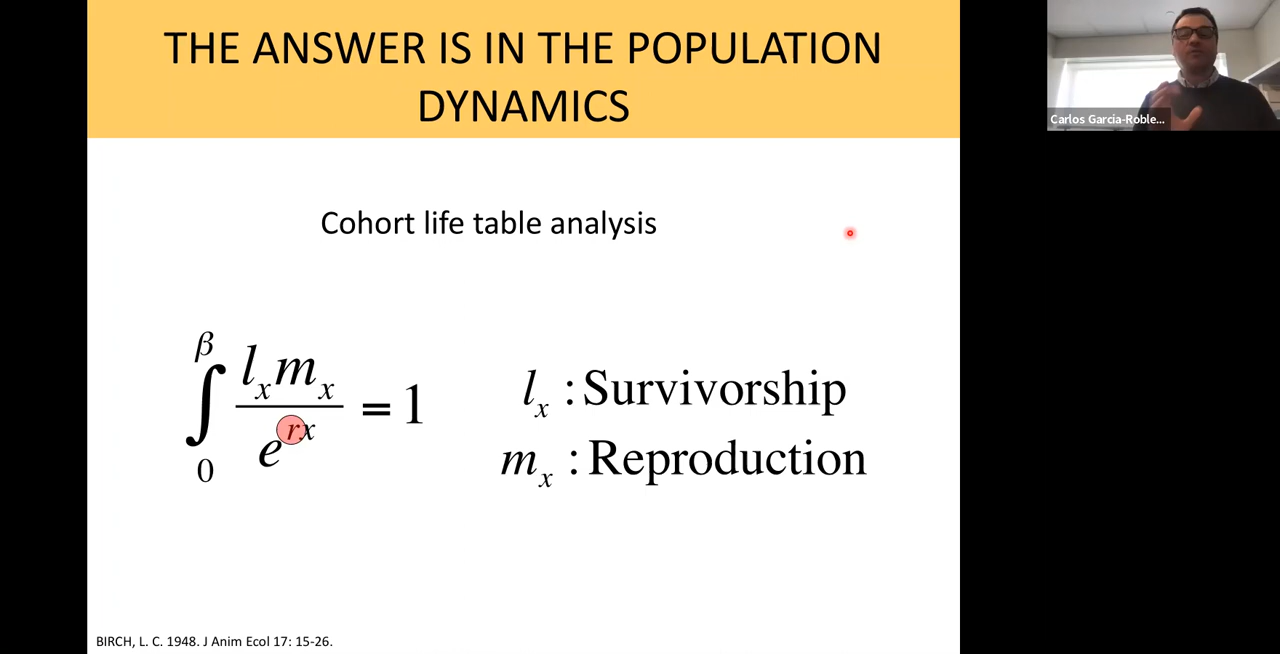 THE ANSWER IS IN THE POPULATION
DYNAMICS
Carlos Garcia-Roble...
Cohort life table analysis
∫₀^β (lₓmₓ / e^(rx)) = 1
lₓ : Survivorship
mₓ : Reproduction
BIRCH, L. C. 1948. J Anim Ecol 17: 15-26.